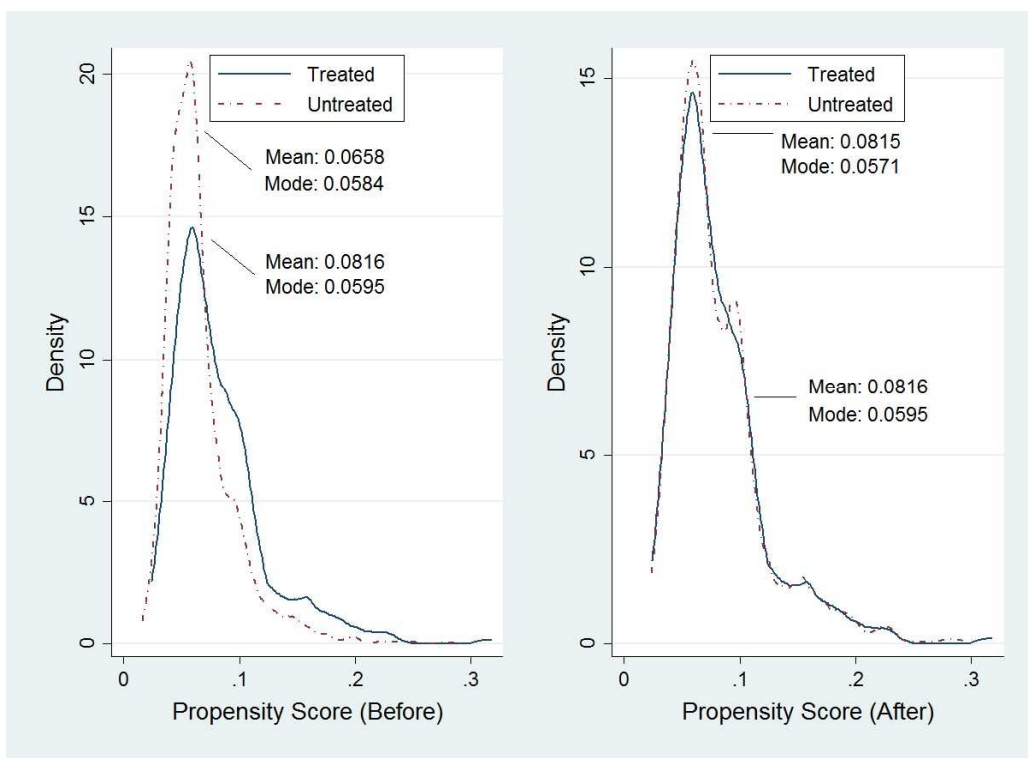 Treated
Untreated
Mean: 0.0658
Mode: 0.0584
Mean: 0.0816
Mode: 0.0595
Density
20
15
10
5
0
0 .1 .2 .3
Propensity Score (Before)
Treated
Untreated
Mean: 0.0815
Mode: 0.0571
Mean: 0.0816
Mode: 0.0595
Density
15
10
5
0
0 .1 .2 .3
Propensity Score (After)